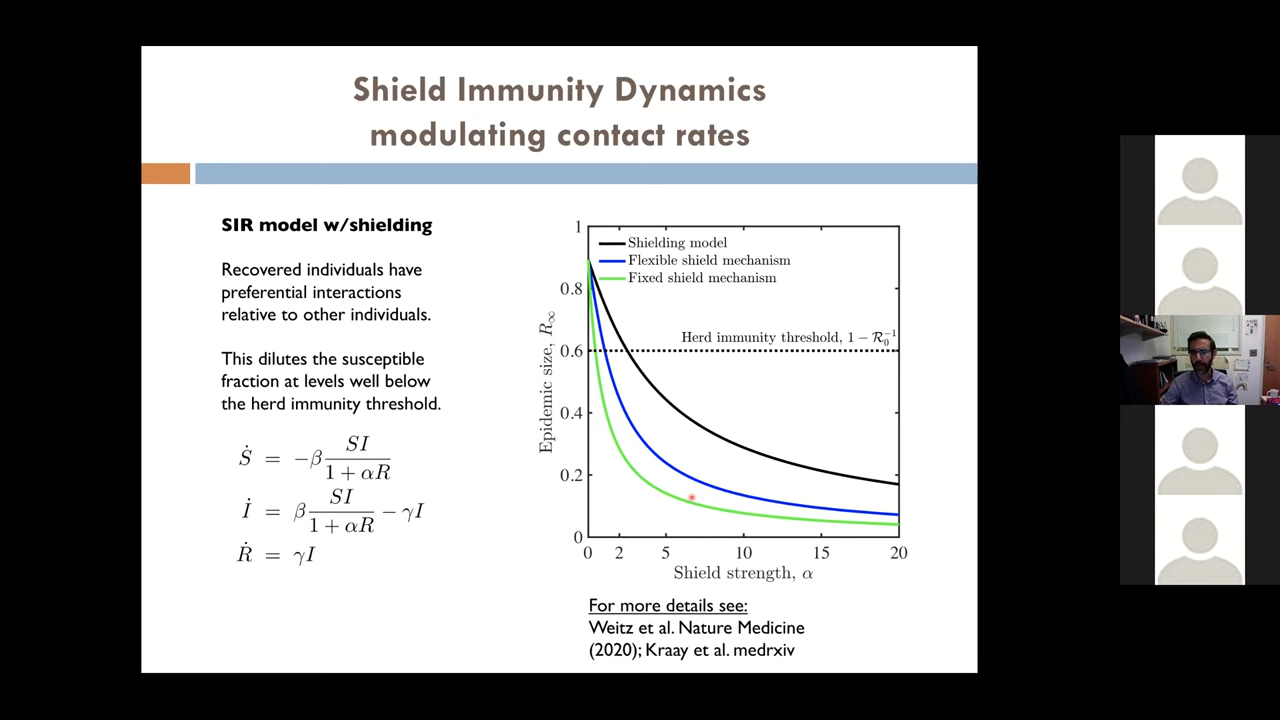 Shield Immunity Dynamics
modulating contact rates
SIR model w/shielding
Recovered individuals have
preferential interactions
relative to other individuals.
This dilutes the susceptible
fraction at levels well below
the herd immunity threshold.
Ṡ = −β SI / (1 + αR)
İ = β SI / (1 + αR) − γI
Ṙ = γI
Shielding model
Flexible shield mechanism
Fixed shield mechanism
Herd immunity threshold, 1 − R₀⁻¹
Epidemic size, R∞
1
0.8
0.6
0.4
0.2
0
0 2 5 10 15 20
Shield strength, α
For more details see:
Weitz et al. Nature Medicine
(2020); Kraay et al. medrxiv